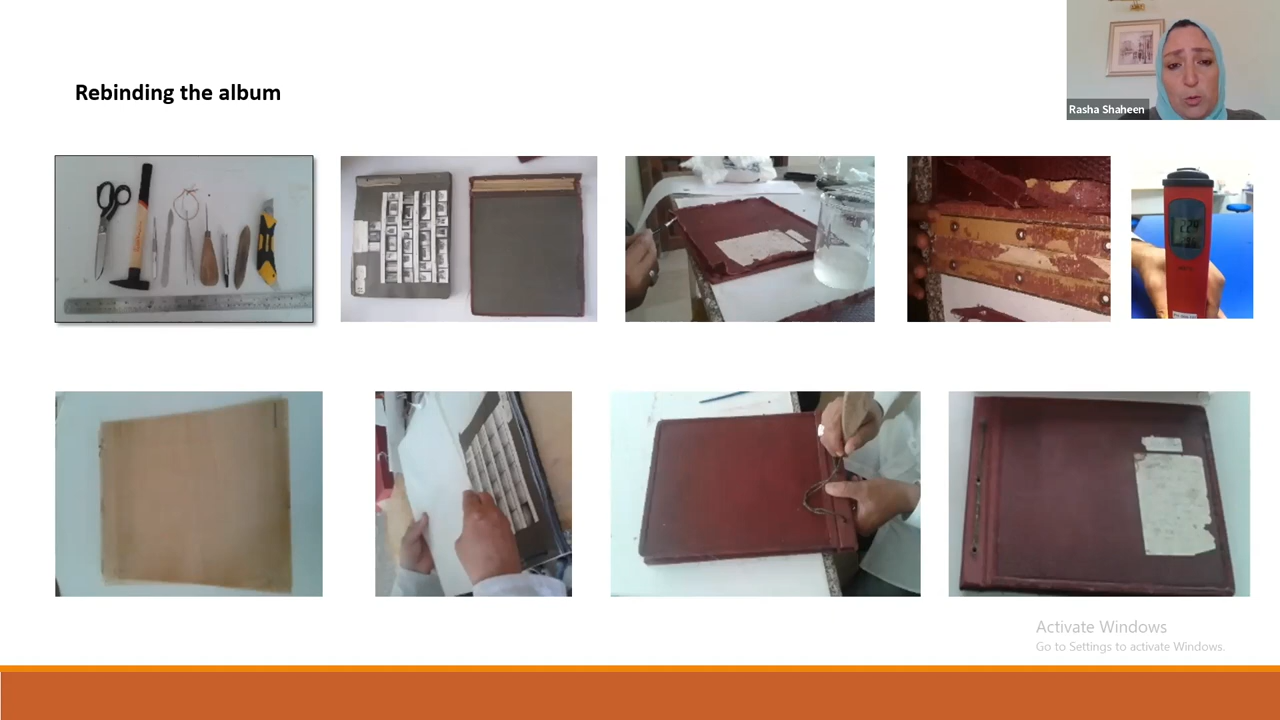 Rasha Shaheen
Rebinding the album
Activate Windows
Go to Settings to activate Windows.